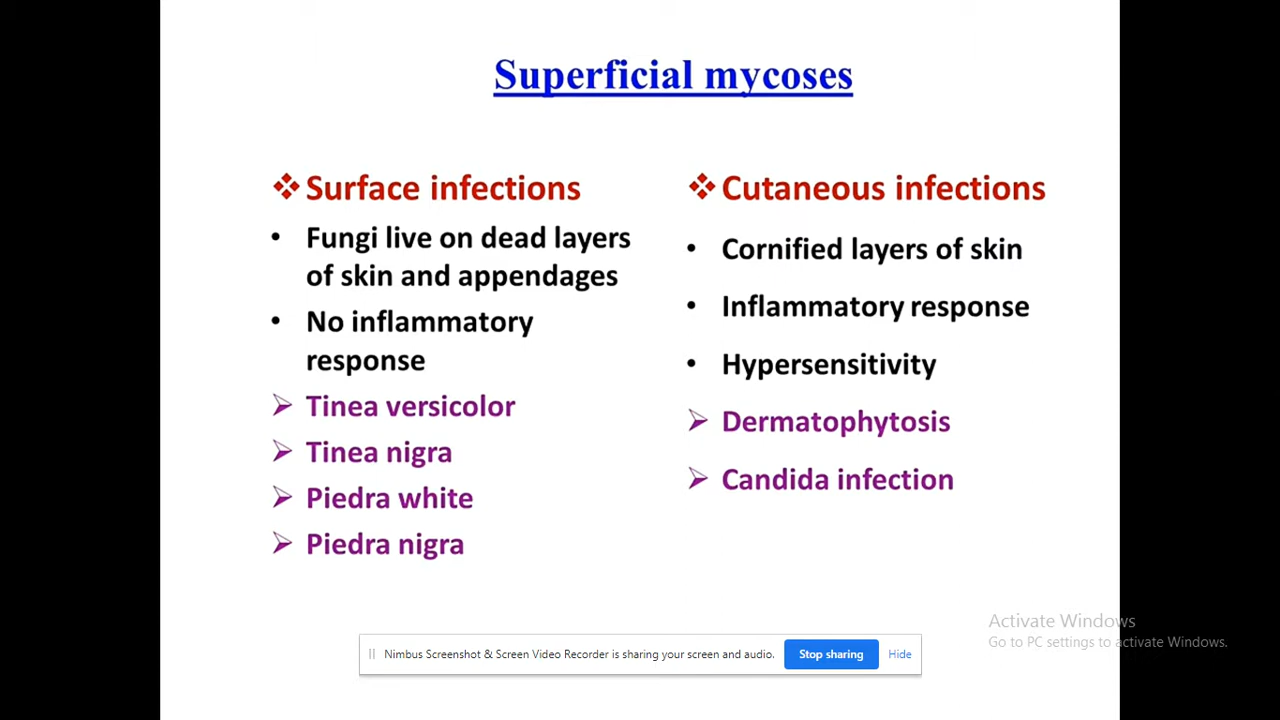 Superficial mycoses
❖ Surface infections
• Fungi live on dead layers
of skin and appendages
• No inflammatory
response
➢ Tinea versicolor
➢ Tinea nigra
➢ Piedra white
➢ Piedra nigra
❖ Cutaneous infections
• Cornified layers of skin
• Inflammatory response
• Hypersensitivity
➢ Dermatophytosis
➢ Candida infection
Activate Windows
Go to PC settings to activate Windows.
Nimbus Screenshot & Screen Video Recorder is sharing your screen and audio. Stop sharing Hide